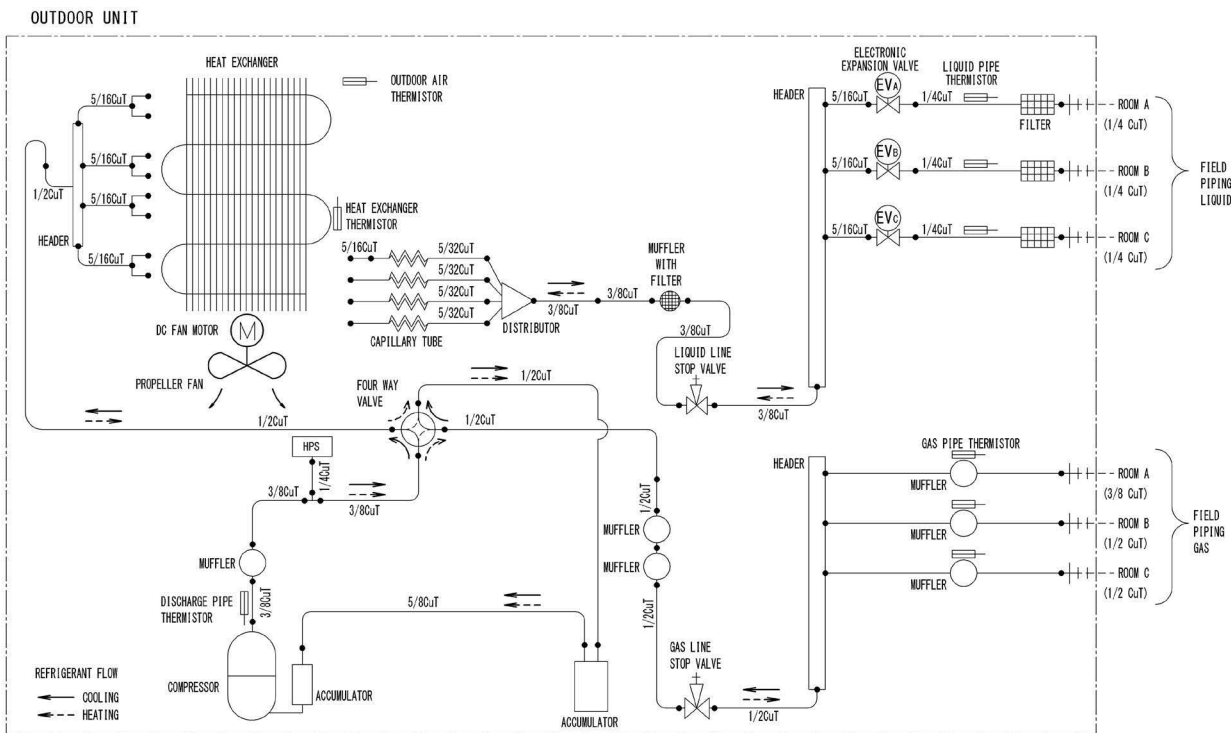 OUTDOOR UNIT
HEAT EXCHANGER
OUTDOOR AIR
THERMISTOR
5/16CuT
5/16CuT
5/16CuT
5/16CuT
1/2CuT
HEADER
HEAT EXCHANGER
THERMISTOR
DC FAN MOTOR
M
PROPELLER FAN
5/16CuT
5/32CuT
5/32CuT
5/32CuT
5/32CuT
CAPILLARY TUBE
DISTRIBUTOR
3/8CuT
3/8CuT
MUFFLER
WITH
FILTER
3/8CuT
LIQUID LINE
STOP VALVE
3/8CuT
HEADER
ELECTRONIC
EXPANSION VALVE
LIQUID PIPE
THERMISTOR
5/16CuT
EVA
1/4CuT
FILTER
ROOM A
(1/4 CuT)
5/16CuT
EVB
1/4CuT
ROOM B
(1/4 CuT)
5/16CuT
EVC
1/4CuT
ROOM C
(1/4 CuT)
FIELD
PIPING
LIQUID
FOUR WAY
VALVE
1/2CuT
1/2CuT
1/2CuT
HPS
1/4CuT
3/8CuT
3/8CuT
MUFFLER
DISCHARGE PIPE
THERMISTOR
3/8CuT
COMPRESSOR
ACCUMULATOR
5/8CuT
ACCUMULATOR
1/2CuT
MUFFLER
MUFFLER
1/2CuT
GAS LINE
STOP VALVE
1/2CuT
HEADER
GAS PIPE THERMISTOR
MUFFLER
ROOM A
(3/8 CuT)
MUFFLER
ROOM B
(1/2 CuT)
MUFFLER
ROOM C
(1/2 CuT)
FIELD
PIPING
GAS
REFRIGERANT FLOW
COOLING
HEATING